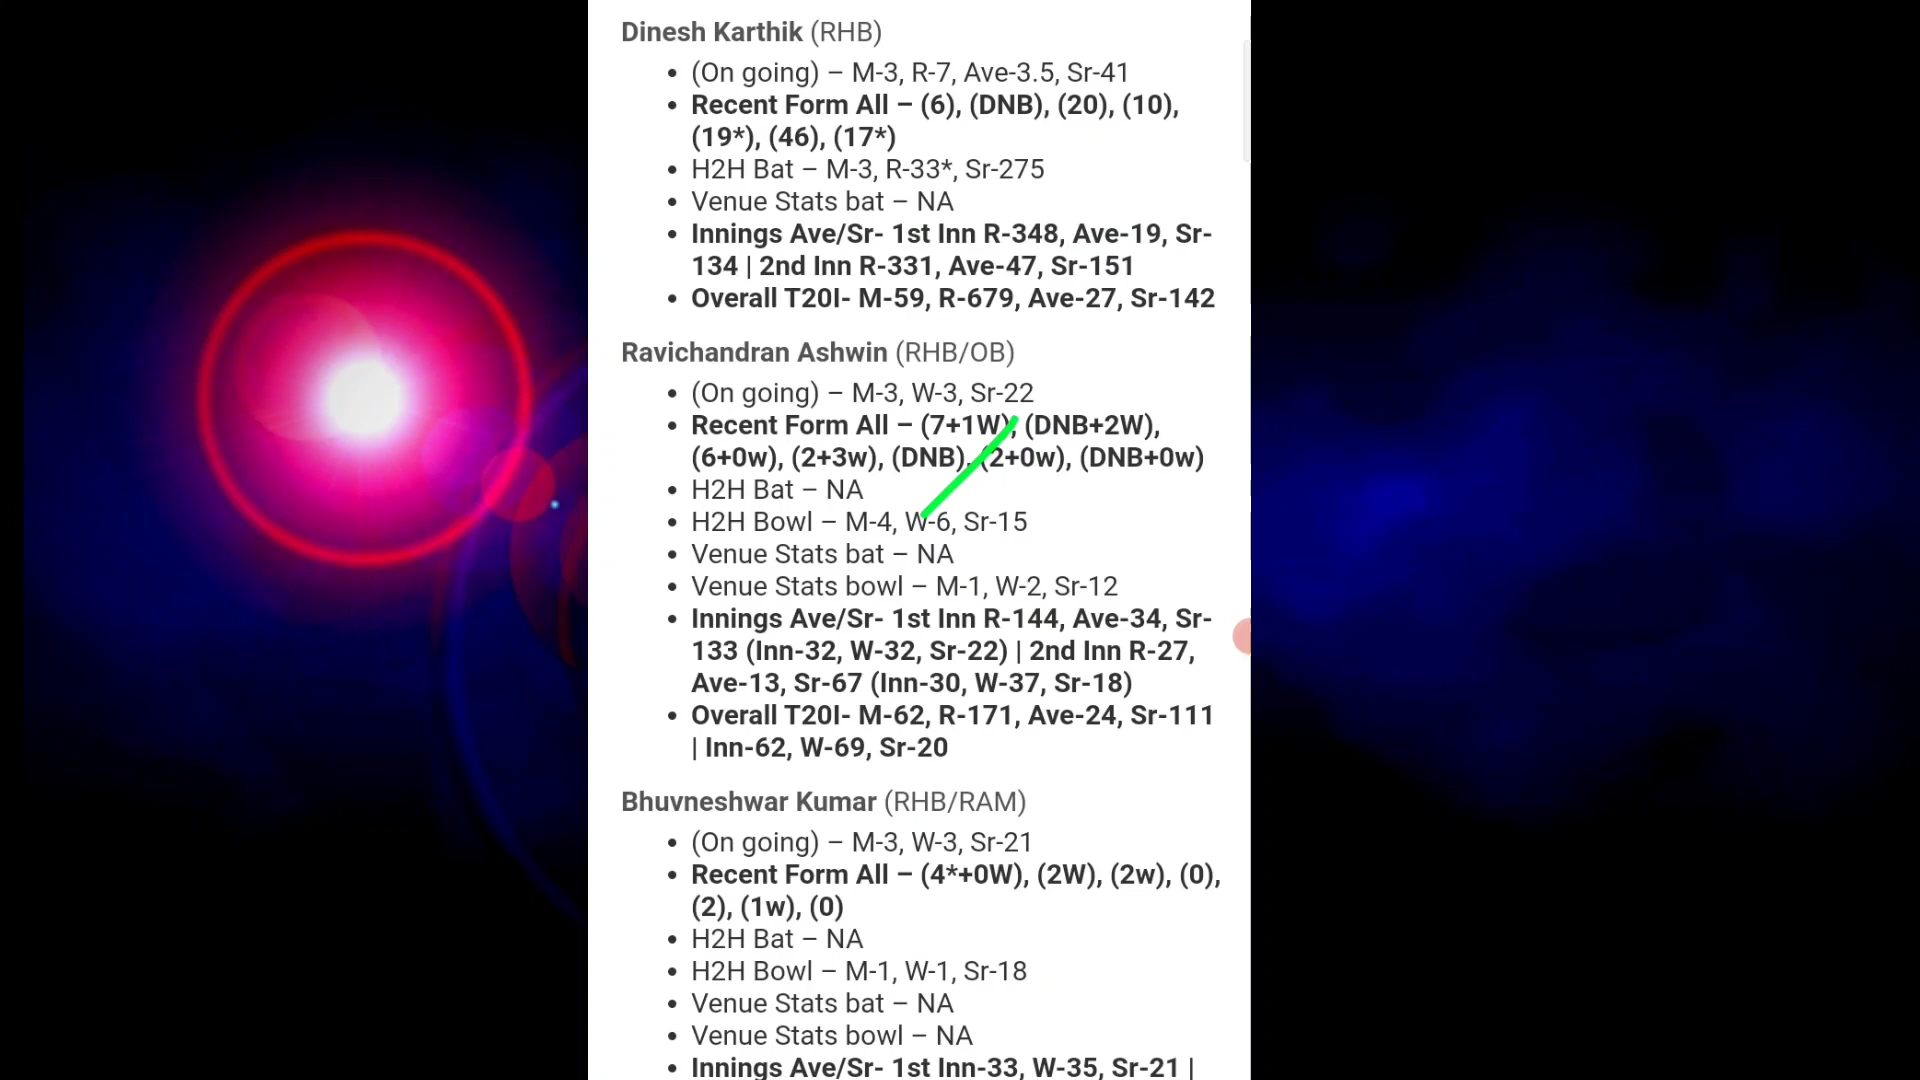 Dinesh Karthik (RHB)
• (On going) – M-3, R-7, Ave-3.5, Sr-41
• Recent Form All – (6), (DNB), (20), (10),
(19*), (46), (17*)
• H2H Bat – M-3, R-33*, Sr-275
• Venue Stats bat – NA
• Innings Ave/Sr- 1st Inn R-348, Ave-19, Sr-
134 | 2nd Inn R-331, Ave-47, Sr-151
• Overall T20I- M-59, R-679, Ave-27, Sr-142
Ravichandran Ashwin (RHB/OB)
• (On going) – M-3, W-3, Sr-22
• Recent Form All – (7+1W), (DNB+2W),
(6+0w), (2+3w), (DNB), (2+0w), (DNB+0w)
• H2H Bat – NA
• H2H Bowl – M-4, W-6, Sr-15
• Venue Stats bat – NA
• Venue Stats bowl – M-1, W-2, Sr-12
• Innings Ave/Sr- 1st Inn R-144, Ave-34, Sr-
133 (Inn-32, W-32, Sr-22) | 2nd Inn R-27,
Ave-13, Sr-67 (Inn-30, W-37, Sr-18)
• Overall T20I- M-62, R-171, Ave-24, Sr-111
| Inn-62, W-69, Sr-20
Bhuvneshwar Kumar (RHB/RAM)
• (On going) – M-3, W-3, Sr-21
• Recent Form All – (4*+0W), (2W), (2w), (0),
(2), (1w), (0)
• H2H Bat – NA
• H2H Bowl – M-1, W-1, Sr-18
• Venue Stats bat – NA
• Venue Stats bowl – NA
• Innings Ave/Sr- 1st Inn-33, W-35, Sr-21 |